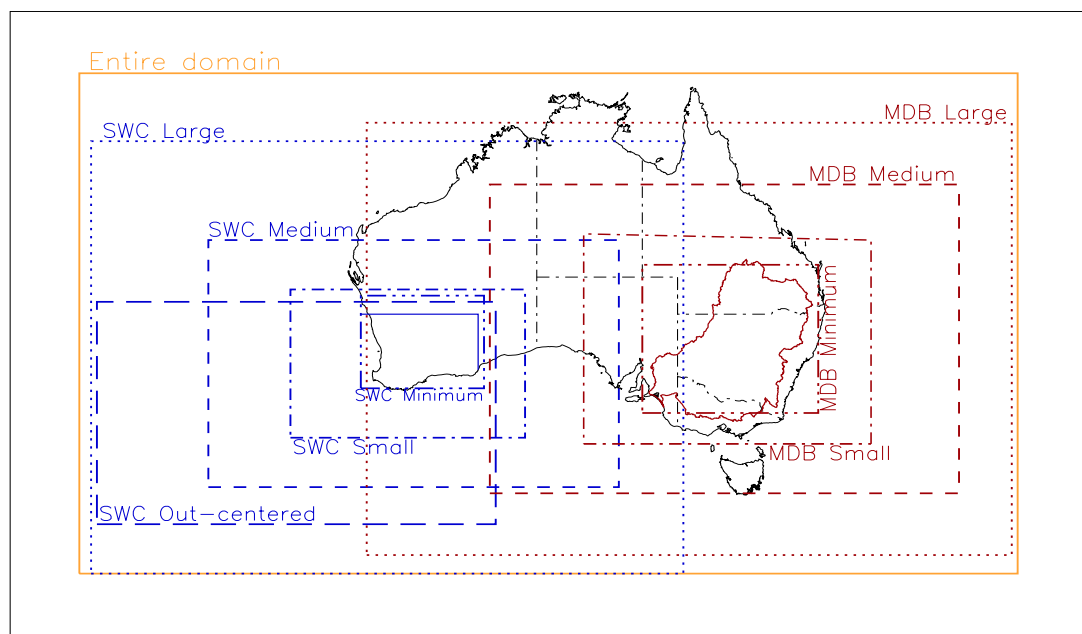 Entire domain
MDB Large
SWC Large
MDB Medium
SWC Medium
MDB Minimum
SWC Minimum
SWC Small
MDB Small
SWC Out-centered